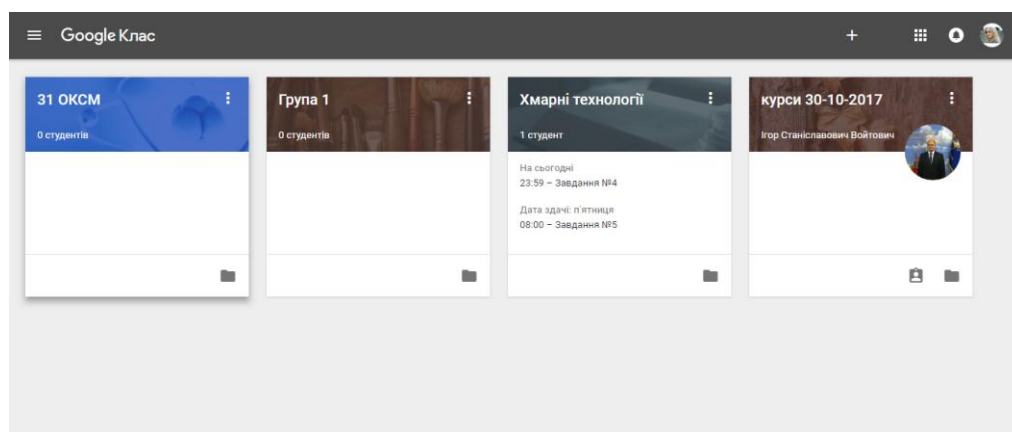 Google Клас
31 ОКСМ
0 студентів
Група 1
0 студентів
Хмарні технології
1 студент
На сьогодні
23:59 – Завдання №4
Дата здачі: п'ятниця
08:00 – Завдання №5
курси 30-10-2017
Ігор Станіславович Войтович